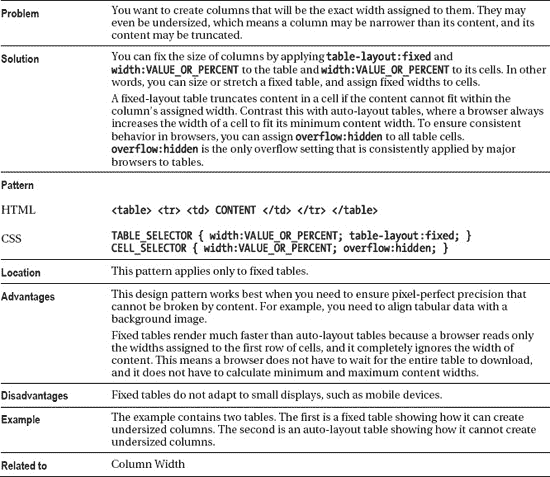 Problem
You want to create columns that will be the exact width assigned to them. They may
even be undersized, which means a column may be narrower than its content, and its
content may be truncated.
Solution
You can fix the size of columns by applying table-layout:fixed and
width:VALUE_OR_PERCENT to the table and width:VALUE_OR_PERCENT to its cells. In other
words, you can size or stretch a fixed table, and assign fixed widths to cells.
A fixed-layout table truncates content in a cell if the content cannot fit within the
column's assigned width. Contrast this with auto-layout tables, where a browser always
increases the width of a cell to fit its minimum content width. To ensure consistent
behavior in browsers, you can assign overflow:hidden to all table cells.
overflow:hidden is the only overflow setting that is consistently applied by major
browsers to tables.
Pattern
HTML
<table> <tr> <td> CONTENT </td> </tr> </table>
CSS
TABLE_SELECTOR { width:VALUE_OR_PERCENT; table-layout:fixed; }
CELL_SELECTOR { width:VALUE_OR_PERCENT; overflow:hidden; }
Location
This pattern applies only to fixed tables.
Advantages
This design pattern works best when you need to ensure pixel-perfect precision that
cannot be broken by content. For example, you need to align tabular data with a
background image.
Fixed tables render much faster than auto-layout tables because a browser reads only
the widths assigned to the first row of cells, and it completely ignores the width of
content. This means a browser does not have to wait for the entire table to download,
and it does not have to calculate minimum and maximum content widths.
Disadvantages
Fixed tables do not adapt to small displays, such as mobile devices.
Example
The example contains two tables. The first is a fixed table showing how it can create
undersized columns. The second is an auto-layout table showing how it cannot create
undersized columns.
Related to
Column Width